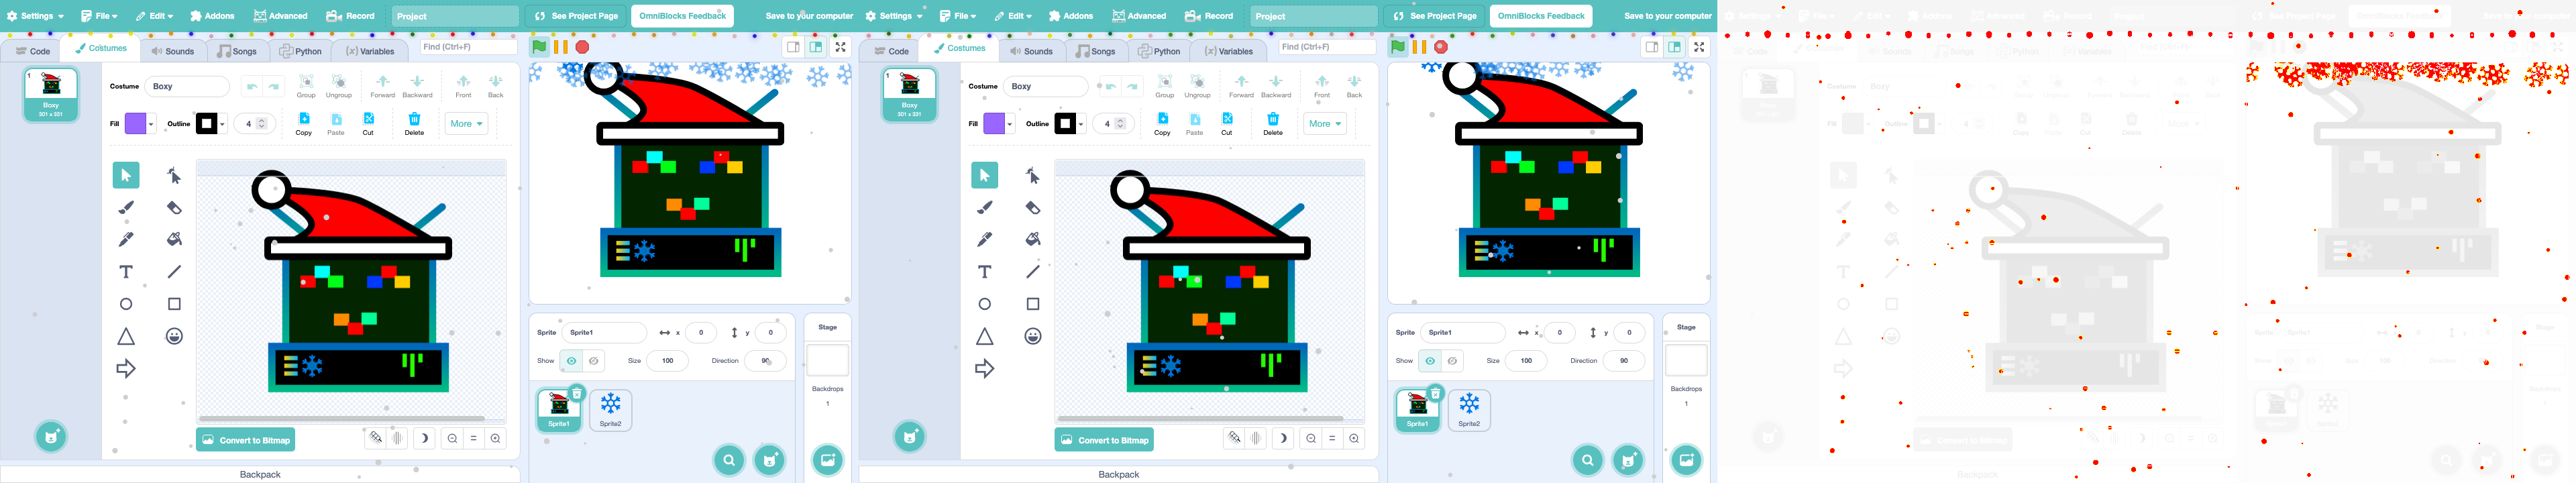 Settings File Edit Addons Advanced Record Project See Project Page OmniBlocks Feedback Save to your computer
Code Costumes Sounds Songs Python (x) Variables Find (Ctrl+F)
1
Boxy
301 x 331
Costume Boxy Group Ungroup Forward Backward Front Back
Fill Outline 4 Copy Paste Cut Delete More
T
Convert to Bitmap
Backpack
Sprite Sprite1 x 0 y 0
Show Size 100 Direction 90
Sprite1 Sprite2
Stage
Backdrops
1
Settings File Edit Addons Advanced Record Project See Project Page OmniBlocks Feedback Save to your computer
Code Costumes Sounds Songs Python (x) Variables Find (Ctrl+F)
1
Boxy
301 x 331
Costume Boxy Group Ungroup Forward Backward Front Back
Fill Outline 4 Copy Paste Cut Delete More
T
Convert to Bitmap
Backpack
Sprite Sprite1 x 0 y 0
Show Size 100 Direction 90
Sprite1 Sprite2
Stage
Backdrops
1
Convert to Bitmap
Backpack